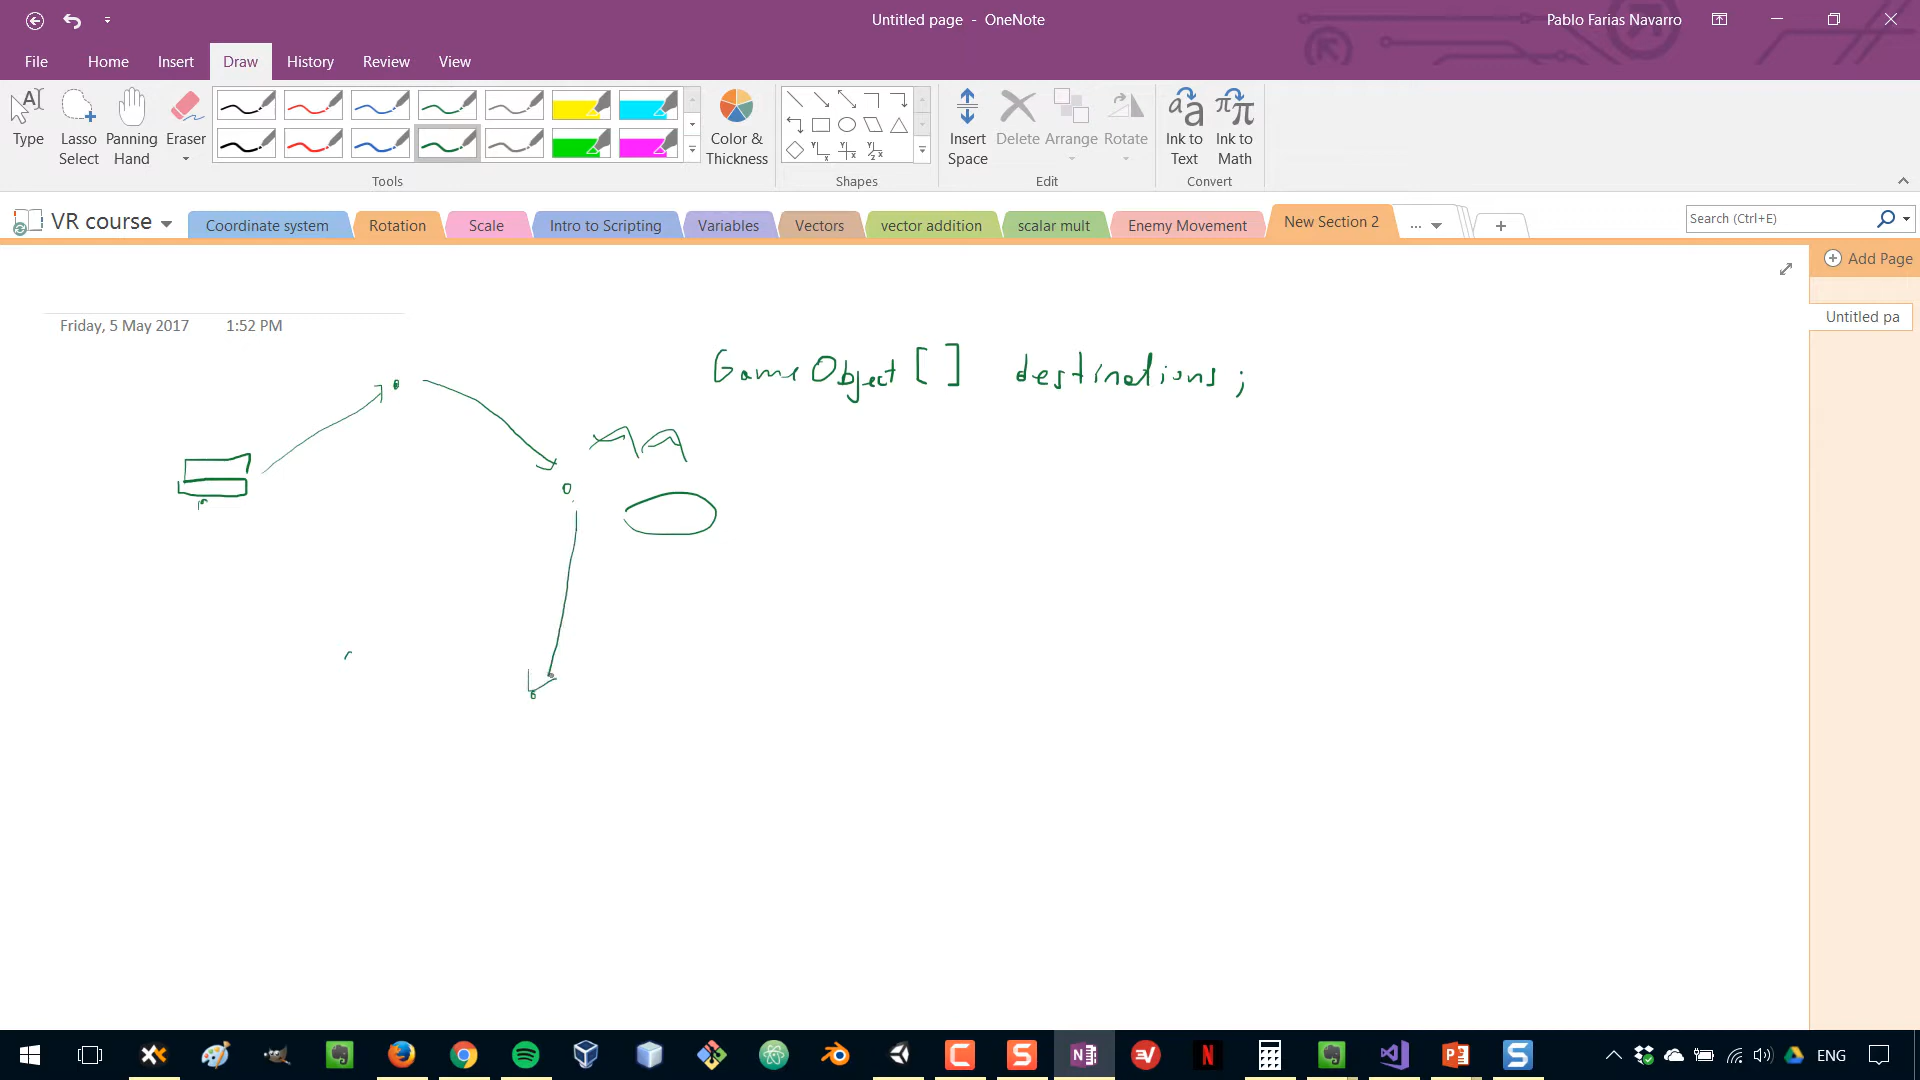 Untitled page - OneNote
Pablo Farias Navarro
File Home Insert Draw History Review View
Type
Lasso Select
Panning Hand
Eraser
Color & Thickness
Insert Space
Delete
Arrange
Rotate
Ink to Text
Ink to Math
Tools Shapes Edit Convert
VR course Coordinate system Rotation Scale Intro to Scripting Variables Vectors vector addition scalar mult Enemy Movement New Section 2 ... Search (Ctrl+E)
Add Page
Untitled pa
Friday, 5 May 2017 1:52 PM
GameObject [ ] destinations ;
ENG